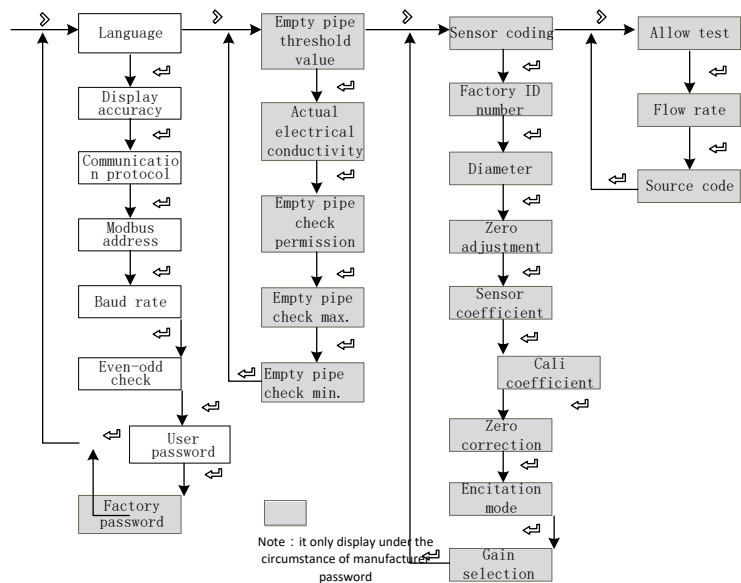 Language
Display
accuracy
Communicatio
n protocol
Modbus
address
Baud rate
Even-odd
check
User
password
Factory
password
Empty pipe
threshold
value
Actual
electrical
conductivity
Empty pipe
check
permission
Empty pipe
check max.
Empty pipe
check min.
Note : it only display under the
circumstance of manufacturer
password
Sensor coding
Factory ID
number
Diameter
Zero
adjustment
Sensor
coefficient
Cali
coefficient
Zero
correction
Encitation
mode
Gain
selection
Allow test
Flow rate
Source code